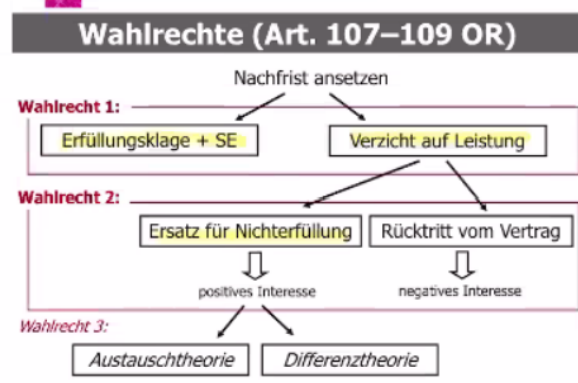 Wahlrechte (Art. 107–109 OR)
Nachfrist ansetzen
Wahlrecht 1:
Erfüllungsklage + SE
Verzicht auf Leistung
Wahlrecht 2:
Ersatz für Nichterfüllung
Rücktritt vom Vertrag
positives Interesse
negatives Interesse
Wahlrecht 3:
Austauschtheorie
Differenztheorie